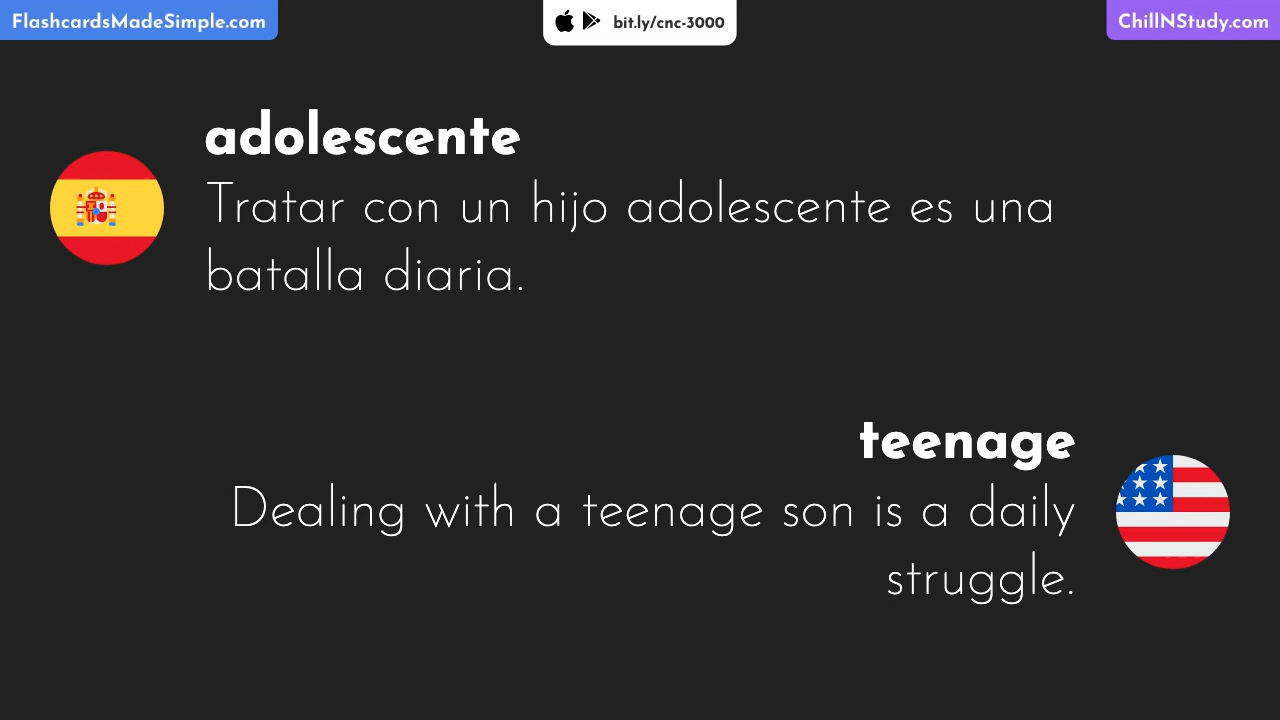 FlashcardsMadeSimple.com
bit.ly/cnc-3000
ChillNStudy.com
adolescente
Tratar con un hijo adolescente es una
batalla diaria.
teenage
Dealing with a teenage son is a daily
struggle.